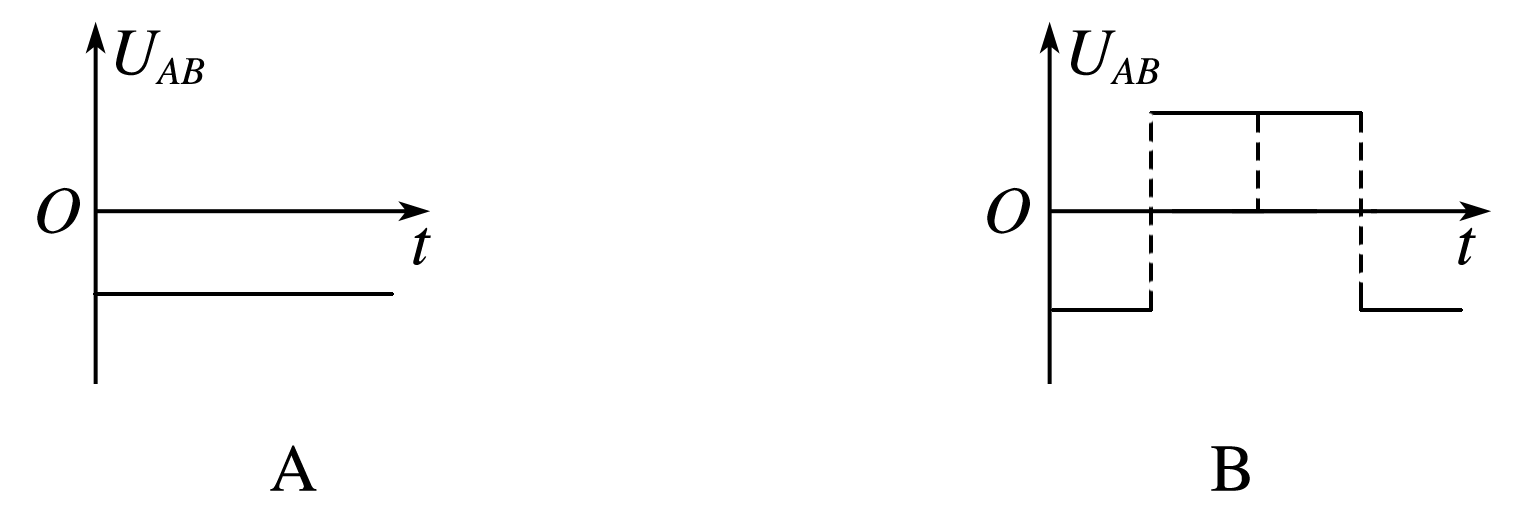 U_AB U_AB
O O
t t
A B